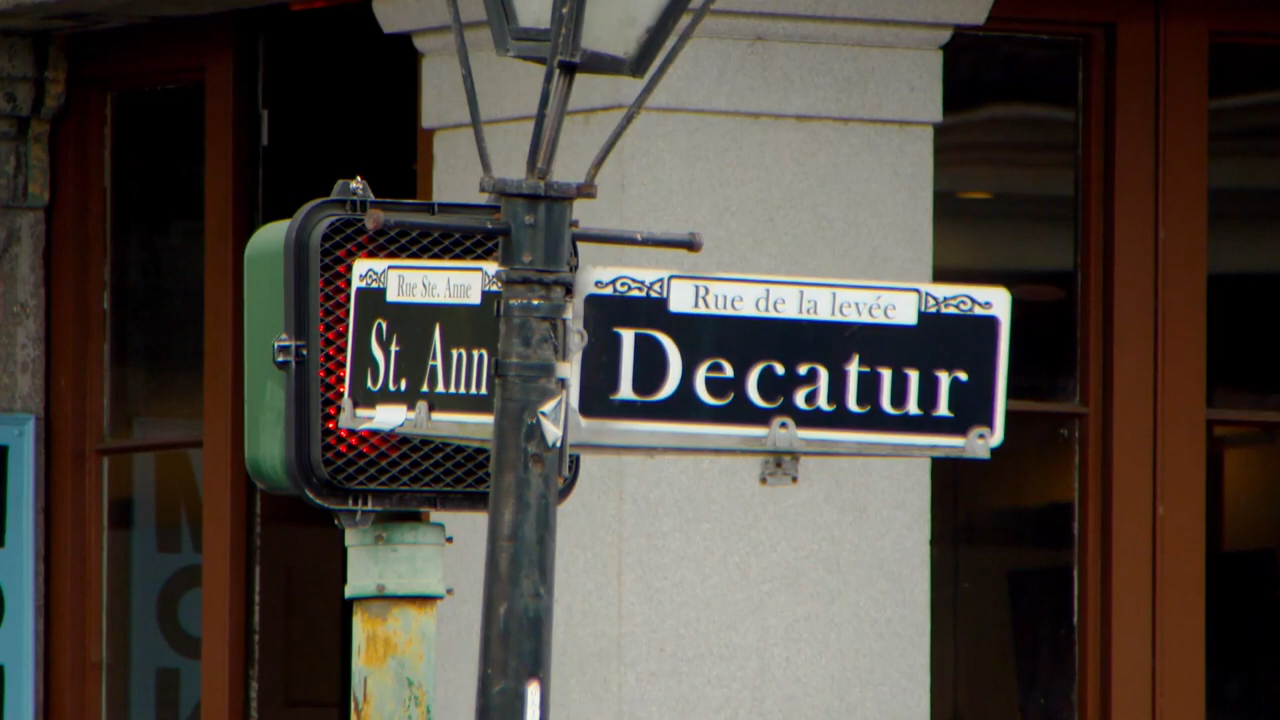 Rue Ste. Anne
St. Ann
Rue de la levée
Decatur